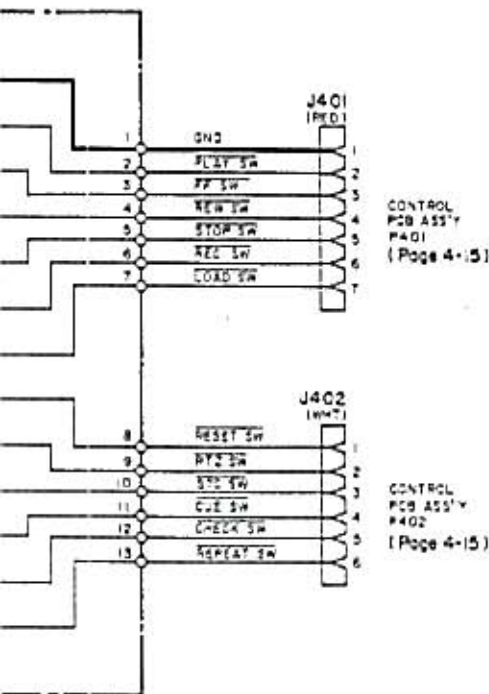 J401
(RED)
1 GND 1
2 PLAY SW 2
3 FF SW 3
4 REW SW 4
5 STOP SW 5
6 REC SW 6
7 LOAD SW 7
CONTROL
PCB ASS'Y
P401
(Page 4-15)
J402
(WHT)
8 RESET SW 1
9 RTZ SW 2
10 STC SW 3
11 CUE SW 4
12 CHECK SW 5
13 REPEAT SW 6
CONTROL
PCB ASS'Y
P402
(Page 4-15)